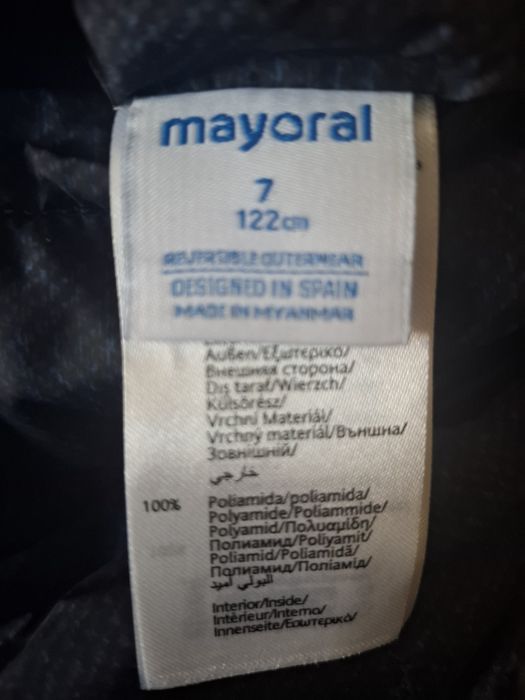 mayoral
7
122cm
REVERSIBLE OUTERWEAR
DESIGNED IN SPAIN
MADE IN MYANMAR
Außen/Εξωτερικό/
Внешняя сторона/
Dış taraf/Wierzch/
Külsőrész/
Vrchní Materiál/
Vrchný materiál/Външна/
Зовнішній/
خارجي
100% Poliamida/poliamida/
Polyamide/Poliammide/
Polyamid/Πολυαμίδη/
Полиамид/Poliyamit/
Poliamid/Poliamidă/
Полиамид/Поліамід/
البولي أميد
Interior/Inside/
Intérieur/Interno/
Innenseite/Εσωτερικό/